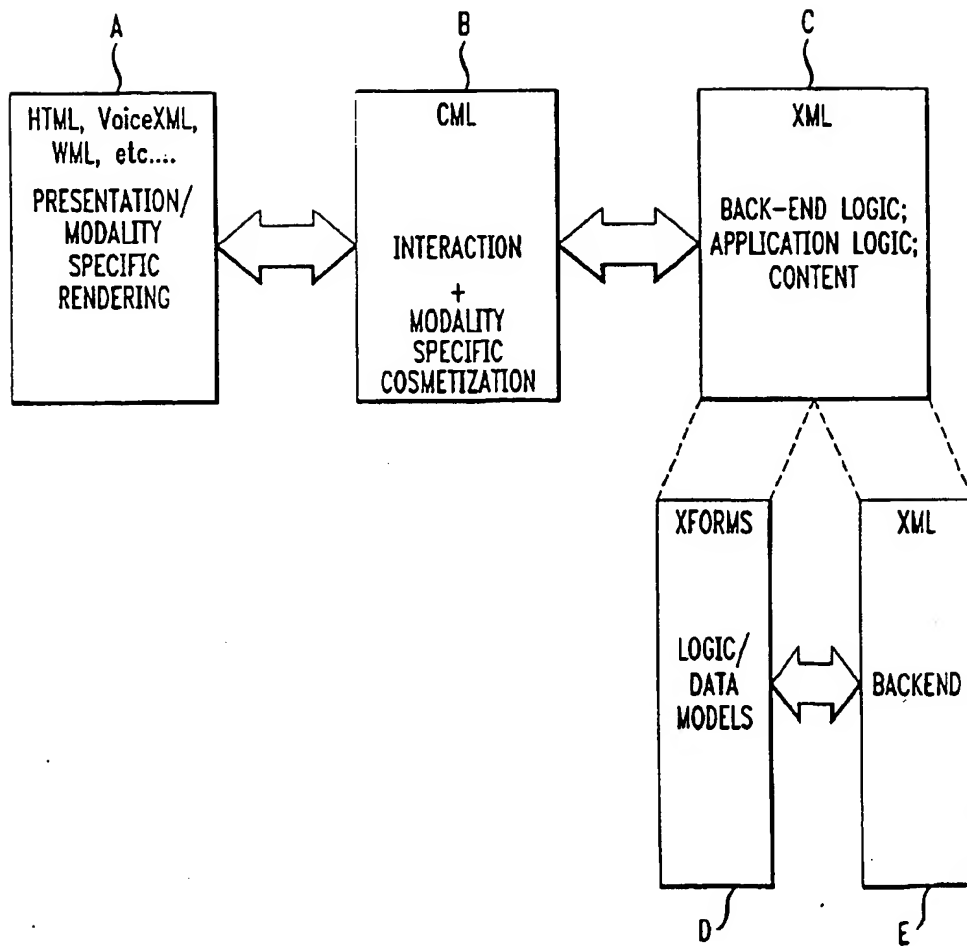 A
B
C
HTML, VoiceXML,
WML, etc....
PRESENTATION/
MODALITY
SPECIFIC
RENDERING
CML
INTERACTION
+
MODALITY
SPECIFIC
COSMETIZATION
XML
BACK-END LOGIC;
APPLICATION LOGIC;
CONTENT
XFORMS
LOGIC/
DATA
MODELS
XML
BACKEND
D
E